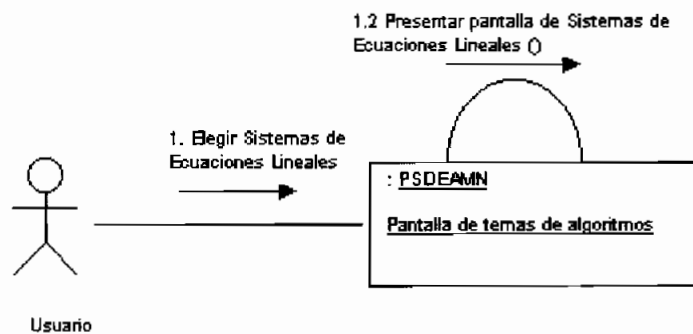 1.2 Presentar pantalla de Sistemas de
Ecuaciones Lineales ()
1. Elegir Sistemas de
Ecuaciones Lineales
: PSDEAMN
Pantalla de temas de algoritmos
Usuario